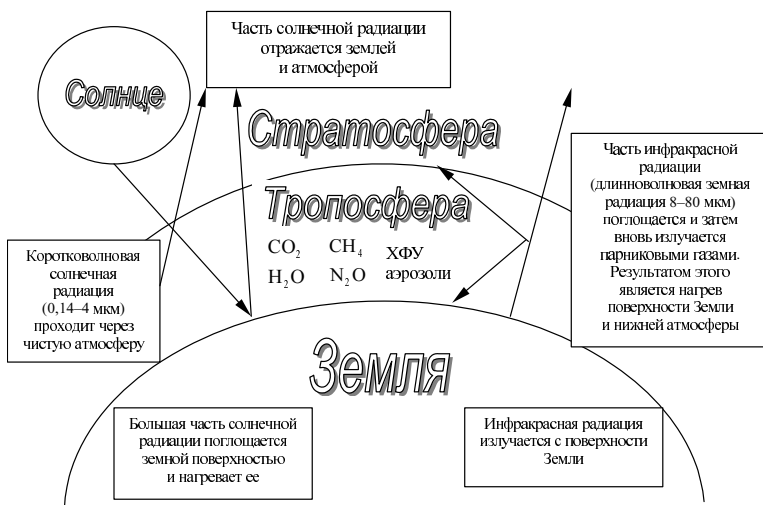 Часть солнечной радиации
отражается землей
и атмосферой
Солнце
Стратосфера
Тропосфера
CO2 CH4 ХФУ
H2O N2O аэрозоли
Коротковолновая
солнечная
радиация
(0,14–4 мкм)
проходит через
чистую атмосферу
Часть инфракрасной
радиации
(длинноволновая земная
радиация 8–80 мкм)
поглощается и затем
вновь излучается
парниковыми газами.
Результатом этого
является нагрев
поверхности Земли
и нижней атмосферы
Земля
Большая часть солнечной
радиации поглощается
земной поверхностью
и нагревает ее
Инфракрасная радиация
излучается с поверхности
Земли